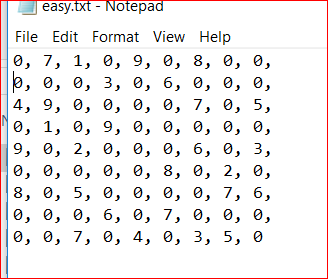 easy.txt - Notepad
File Edit Format View Help
0, 7, 1, 0, 9, 0, 8, 0, 0,
0, 0, 0, 3, 0, 6, 0, 0, 0,
4, 9, 0, 0, 0, 0, 7, 0, 5,
0, 1, 0, 9, 0, 0, 0, 0, 0,
9, 0, 2, 0, 0, 0, 6, 0, 3,
0, 0, 0, 0, 0, 8, 0, 2, 0,
8, 0, 5, 0, 0, 0, 0, 7, 6,
0, 0, 0, 6, 0, 7, 0, 0, 0,
0, 0, 7, 0, 4, 0, 3, 5, 0